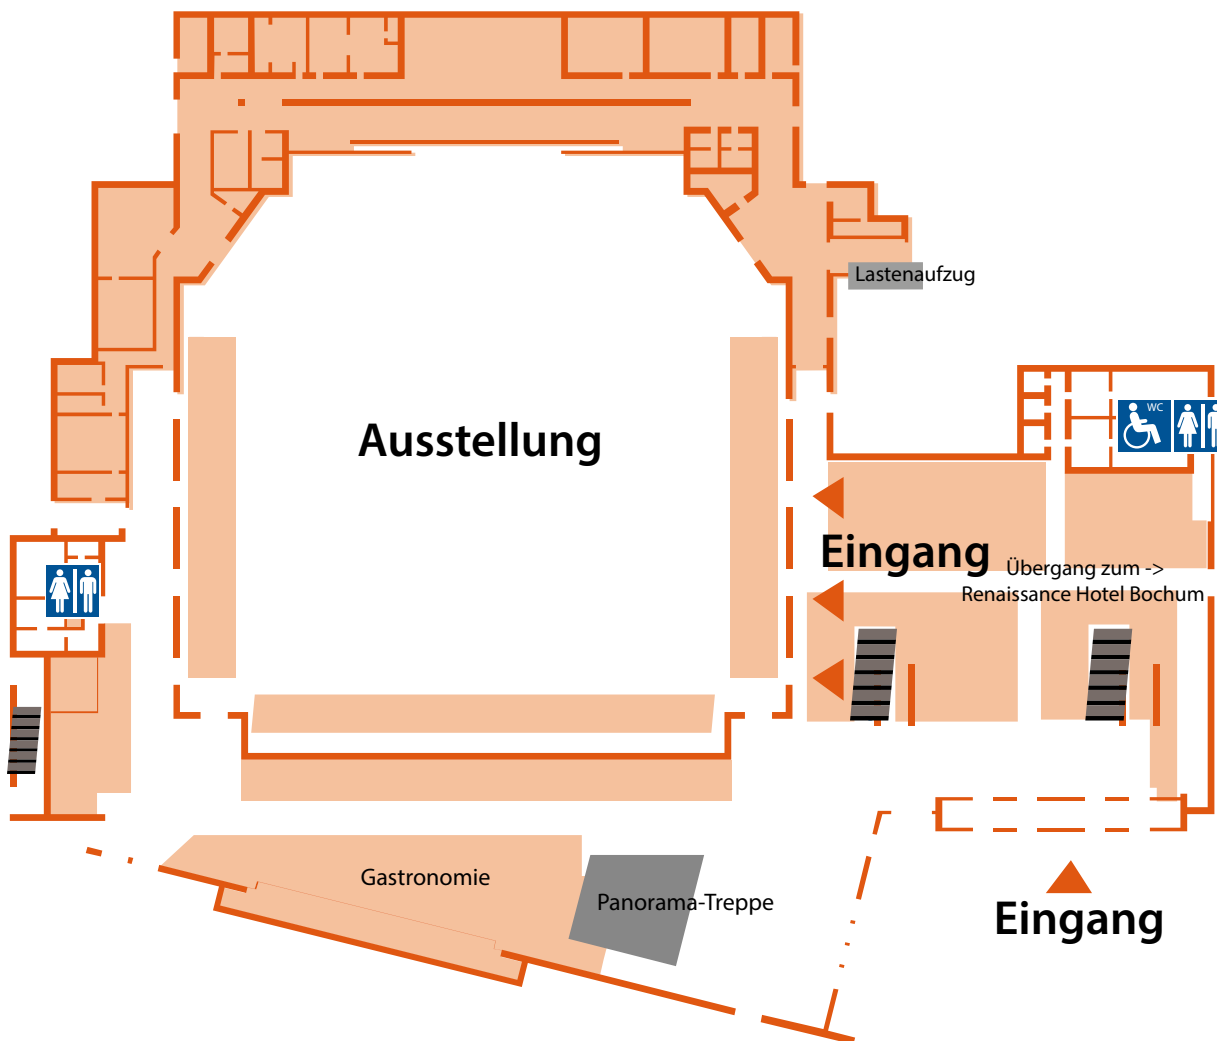 Lastenaufzug
WC
Ausstellung
Eingang
Übergang zum ->
Renaissance Hotel Bochum
Gastronomie
Panorama-Treppe
Eingang